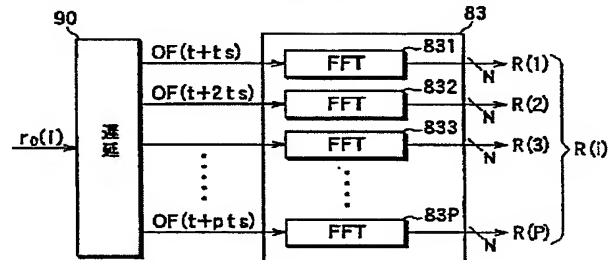 90
83
OF(t+ts)
FFT
831
N
R(1)
OF(t+2ts)
FFT
832
N
R(2)
r₀(i)
遅延
FFT
833
N
R(3)
R(i)
OF(t+pts)
FFT
83P
N
R(P)